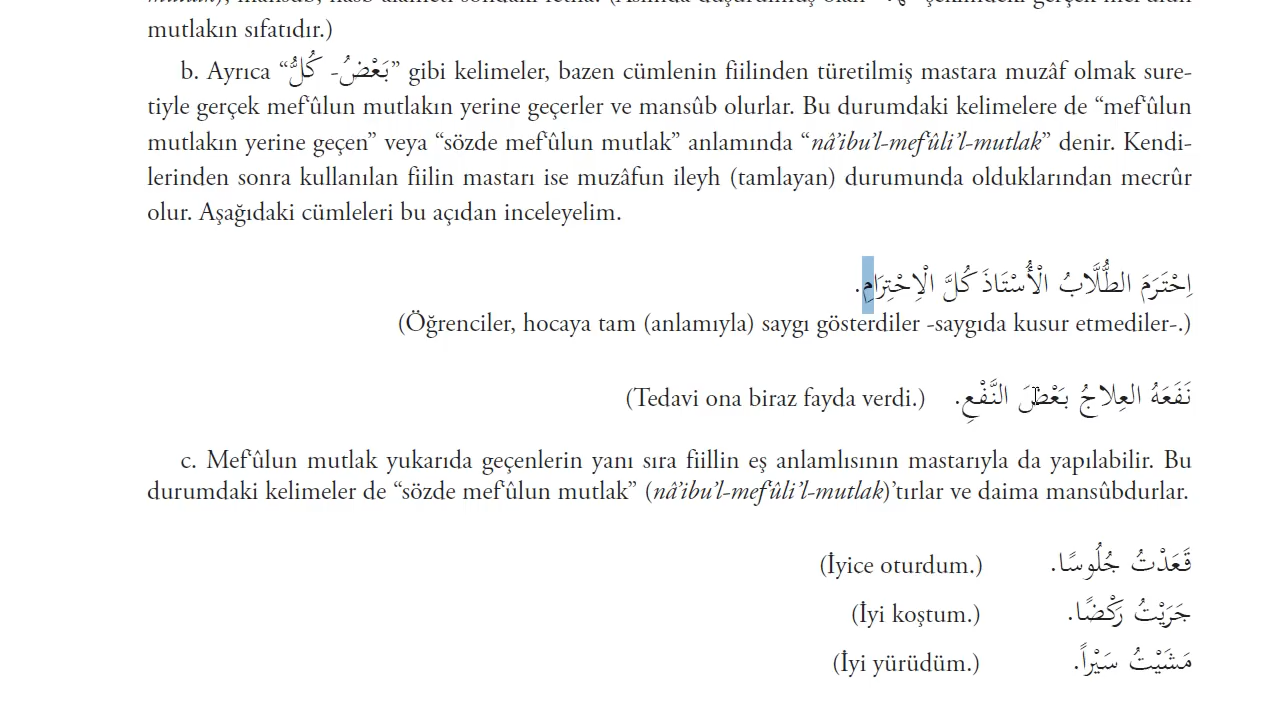 mutlakın sıfatıdır.)
b. Ayrıca “بَعْضُ- كُلُّ” gibi kelimeler, bazen cümlenin fiilinden türetilmiş mastara muzâf olmak sure-
tiyle gerçek mef‘ûlun mutlakın yerine geçerler ve mansûb olurlar. Bu durumdaki kelimelere de “mef‘ûlun
mutlakın yerine geçen” veya “sözde mef‘ûlun mutlak” anlamında “nâ’ibu’l-mef‘ûli’l-mutlak” denir. Kendi-
lerinden sonra kullanılan fiilin mastarı ise muzâfun ileyh (tamlayan) durumunda olduklarından mecrûr
olur. Aşağıdaki cümleleri bu açıdan inceleyelim.
اِحْتَرَمَ الطُّلَّابُ الْأُسْتَاذَ كُلَّ الْاِحْتِرَامِ.
(Öğrenciler, hocaya tam (anlamıyla) saygı gösterdiler -saygıda kusur etmediler-.)
نَفَعَهُ العِلاجُ بَعْضَ النَّفْعِ. (Tedavi ona biraz fayda verdi.)
c. Mef‘ûlun mutlak yukarıda geçenlerin yanı sıra fiillin eş anlamlısının mastarıyla da yapılabilir. Bu
durumdaki kelimeler de “sözde mef‘ûlun mutlak” (nâ’ibu’l-mef‘ûli’l-mutlak)’tırlar ve daima mansûbdurlar.
قَعَدْتُ جُلُوسًا. (İyice oturdum.)
جَرَيْتُ رَكْضًا. (İyi koştum.)
مَشَيْتُ سَيْراً. (İyi yürüdüm.)